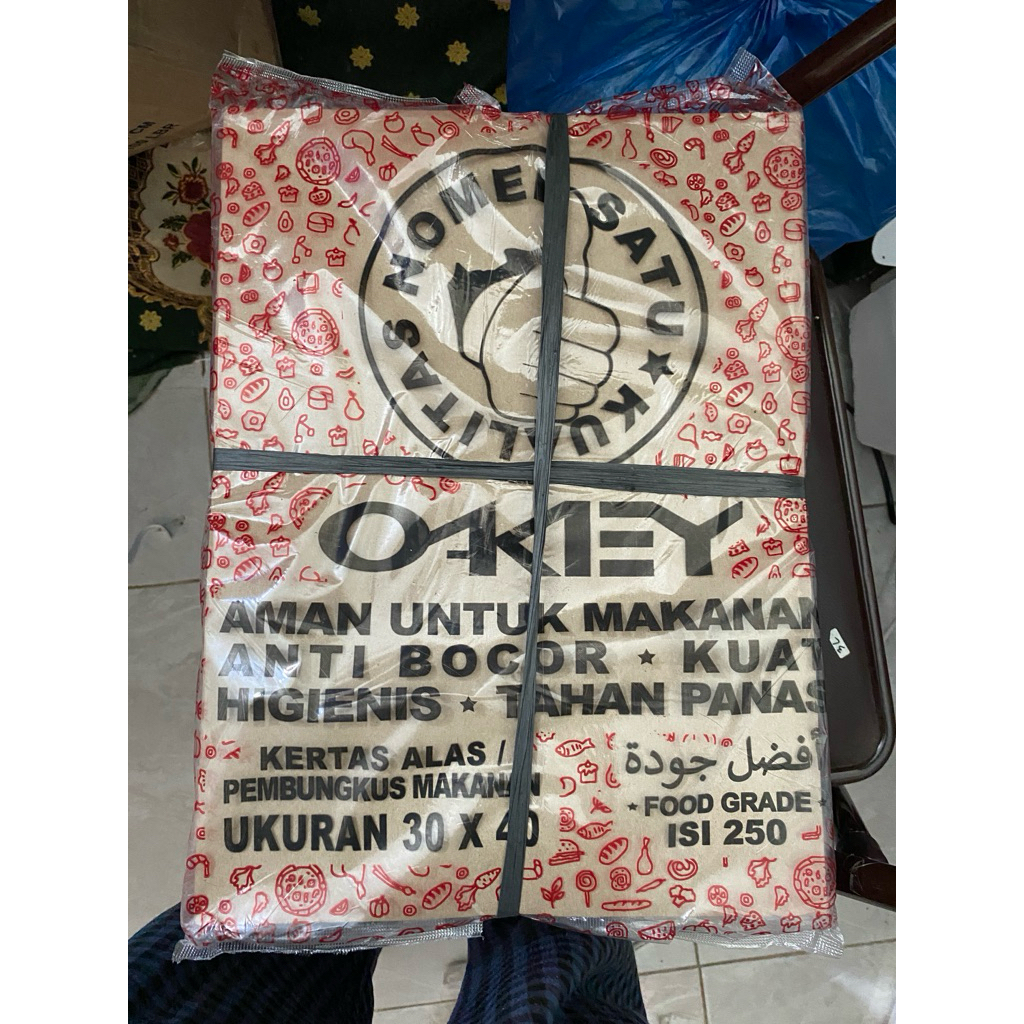 KUALITAS NOMER SATU ★
OAKIEY
AMAN UNTUK MAKANAN
ANTI BOCOR ★ KUAT
HIGIENIS ★ TAHAN PANAS
KERTAS ALAS /
PEMBUNGKUS MAKANAN
UKURAN 30 X 40
أفضل جودة
★ FOOD GRADE ★
ISI 250